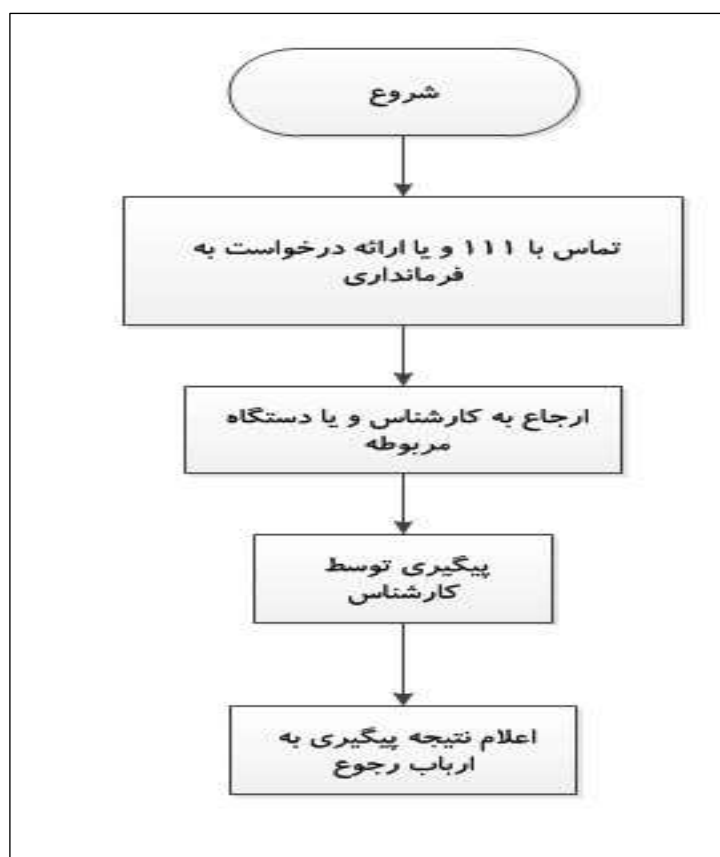 شروع
تماس با ۱۱۱ و یا ارائه درخواست به
فرمانداری
ارجاع به کارشناس و یا دستگاه
مربوطه
پیگیری توسط
کارشناس
اعلام نتیجه پیگیری به
ارباب رجوع